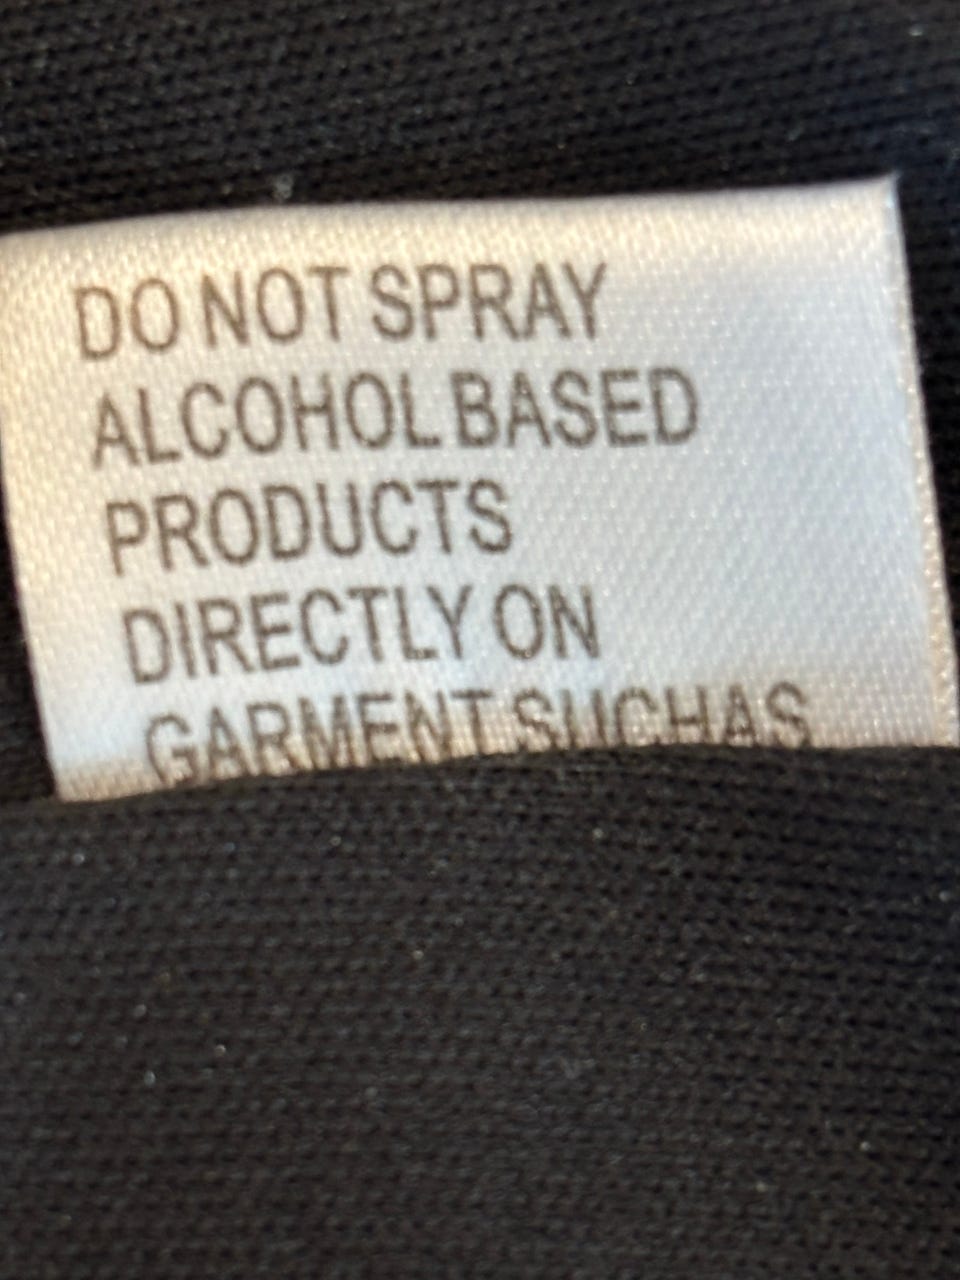 DO NOT SPRAY
ALCOHOL BASED
PRODUCTS
DIRECTLY ON
GARMENT SUCHAS